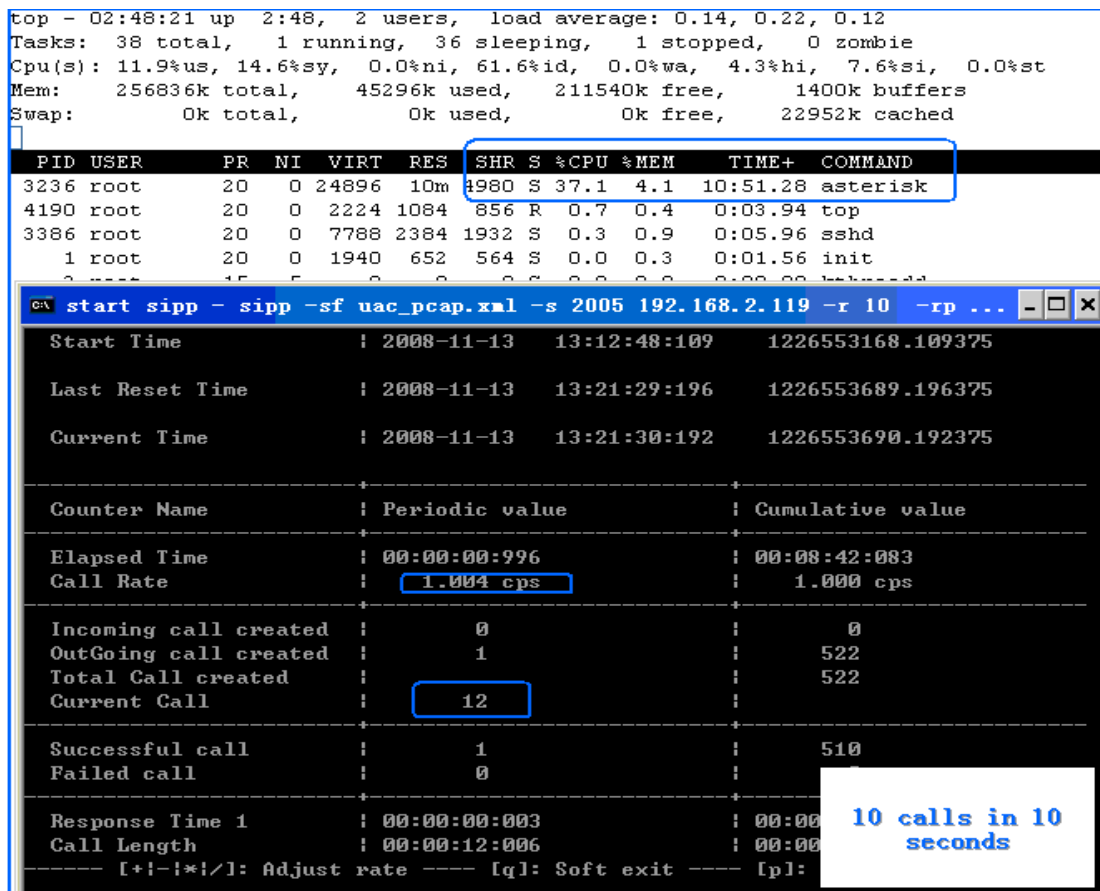 top - 02:48:21 up  2:48,  2 users,  load average: 0.14, 0.22, 0.12
Tasks:  38 total,   1 running,  36 sleeping,   1 stopped,   0 zombie
Cpu(s): 11.9%us, 14.6%sy,  0.0%ni, 61.6%id,  0.0%wa,  4.3%hi,  7.6%si,  0.0%st
Mem:    256836k total,    45296k used,   211540k free,     1400k buffers
Swap:        0k total,        0k used,        0k free,    22952k cached
PID USER      PR  NI  VIRT  RES  SHR S %CPU %MEM    TIME+  COMMAND
3236 root      20   0 24896  10m 4980 S 37.1  4.1  10:51.28 asterisk
4190 root      20   0  2224 1084  856 R  0.7  0.4   0:03.94 top
3386 root      20   0  7788 2384 1932 S  0.3  0.9   0:05.96 sshd
1 root      20   0  1940  652  564 S  0.0  0.3   0:01.56 init
start sipp - sipp -sf uac_pcap.xml -s 2005 192.168.2.119 -r 10  -rp ...
Start Time | 2008-11-13 13:12:48:109 1226553168.109375
Last Reset Time | 2008-11-13 13:21:29:196 1226553689.196375
Current Time | 2008-11-13 13:21:30:192 1226553690.192375
Counter Name | Periodic value | Cumulative value
Elapsed Time | 00:00:00:996 | 00:08:42:083
Call Rate | 1.004 cps | 1.000 cps
Incoming call created | 0 | 0
OutGoing call created | 1 | 522
Total Call created | | 522
Current Call | 12 |
Successful call | 1 | 510
Failed call | 0 |
Response Time 1 | 00:00:00:003 | 00:00
Call Length | 00:00:12:006 | 00:00
------ [+|-|*|/]: Adjust rate ---- [q]: Soft exit ---- [p]:
10 calls in 10
seconds